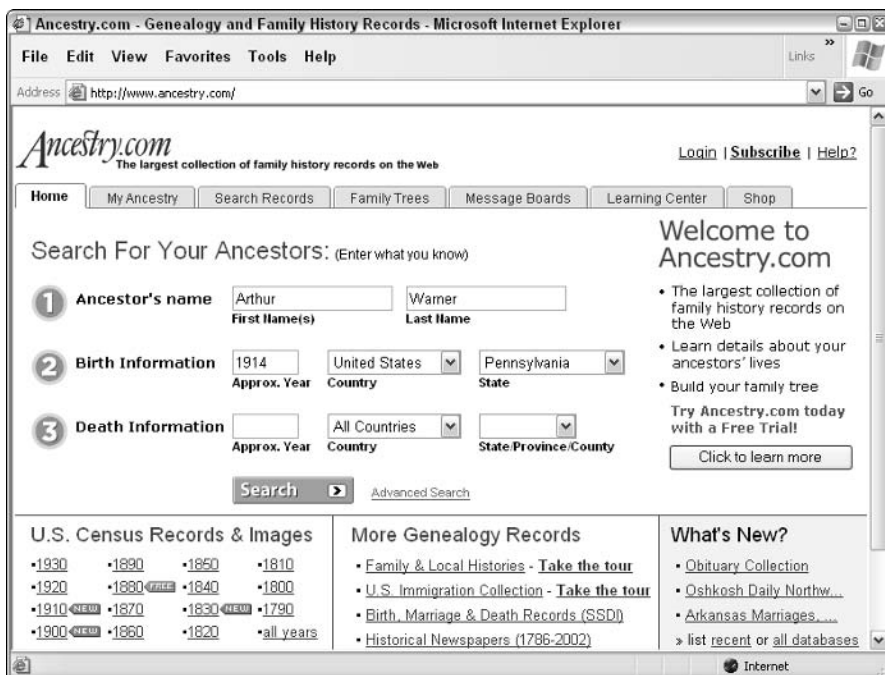 Ancestry.com - Genealogy and Family History Records - Microsoft Internet Explorer
File Edit View Favorites Tools Help
Links »
Address http://www.ancestry.com/ Go
Ancestry.com
The largest collection of family history records on the Web
Login | Subscribe | Help?
Home My Ancestry Search Records Family Trees Message Boards Learning Center Shop
Search For Your Ancestors: (Enter what you know)
1 Ancestor's name Arthur Warner
First Name(s) Last Name
2 Birth Information 1914 United States Pennsylvania
Approx. Year Country State
3 Death Information All Countries
Approx. Year Country State/Province/County
Search Advanced Search
Welcome to
Ancestry.com
• The largest collection of
family history records on
the Web
• Learn details about your
ancestors' lives
• Build your family tree
Try Ancestry.com today
with a Free Trial!
Click to learn more
U.S. Census Records & Images
•1930 •1890 •1850 •1810
•1920 •1880 FREE •1840 •1800
•1910 NEW •1870 •1830 NEW •1790
•1900 NEW •1860 •1820 •all years
More Genealogy Records
• Family & Local Histories - Take the tour
• U.S. Immigration Collection - Take the tour
• Birth, Marriage & Death Records (SSDI)
• Historical Newspapers (1786-2002)
What's New?
• Obituary Collection
• Oshkosh Daily Northw...
• Arkansas Marriages, ...
» list recent or all databases
Internet